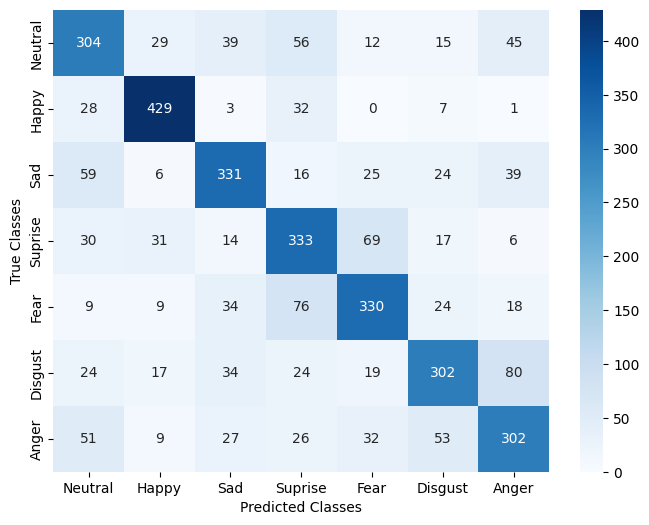 Neutral 304 29 39 56 12 15 45
Happy 28 429 3 32 0 7 1
Sad 59 6 331 16 25 24 39
Suprise 30 31 14 333 69 17 6
Fear 9 9 34 76 330 24 18
Disgust 24 17 34 24 19 302 80
Anger 51 9 27 26 32 53 302
Neutral Happy Sad Suprise Fear Disgust Anger
Predicted Classes
True Classes
400
350
300
250
200
150
100
50
0